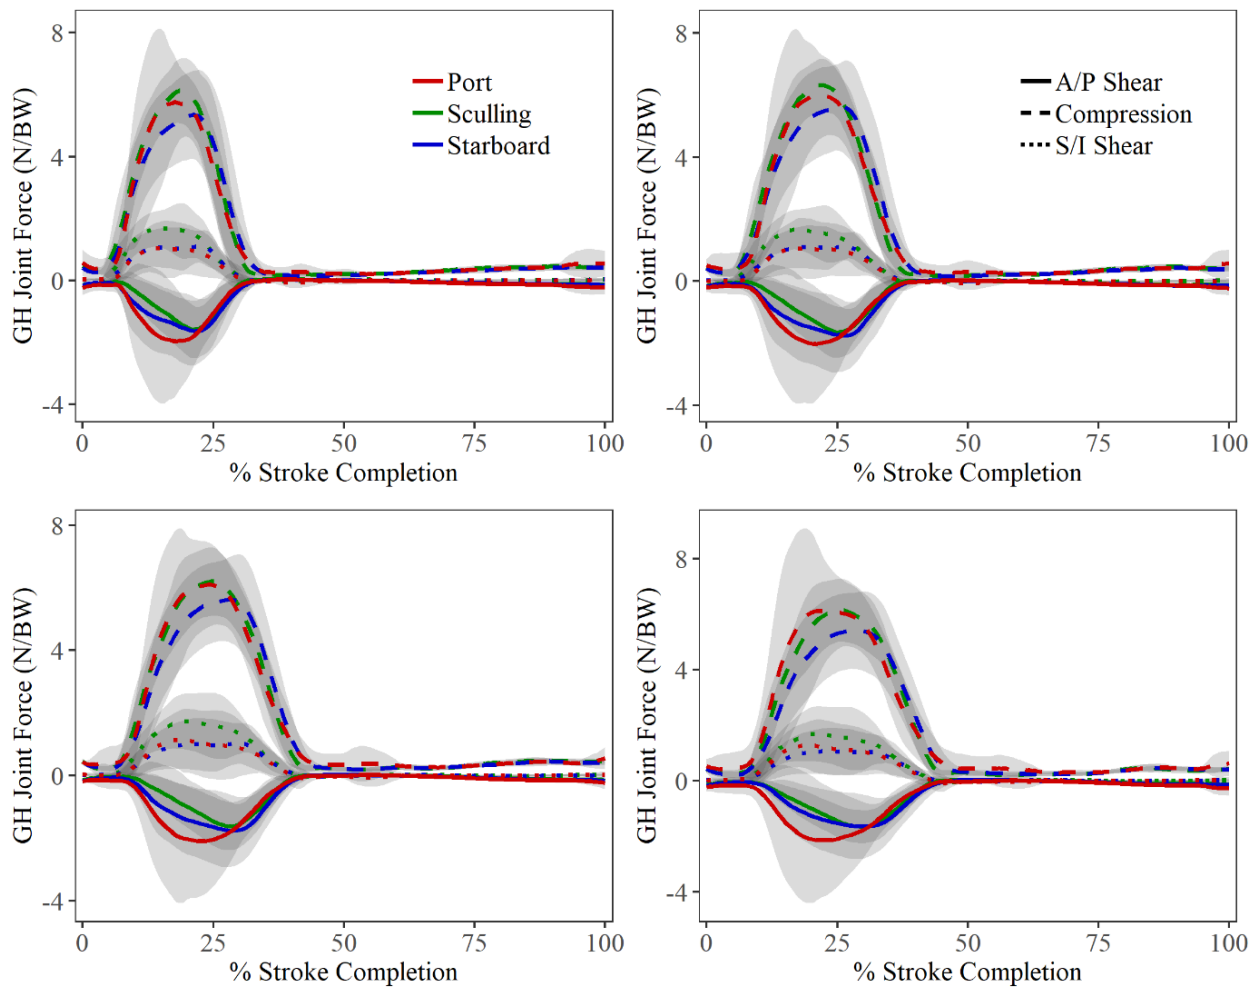 GH Joint Force (N/BW)
8
4
0
-4
Port
Sculling
Starboard
0
25
50
75
100
% Stroke Completion
GH Joint Force (N/BW)
8
4
0
-4
A/P Shear
Compression
S/I Shear
0
25
50
75
100
% Stroke Completion
GH Joint Force (N/BW)
8
4
0
-4
0
25
50
75
100
% Stroke Completion
GH Joint Force (N/BW)
8
4
0
-4
0
25
50
75
100
% Stroke Completion